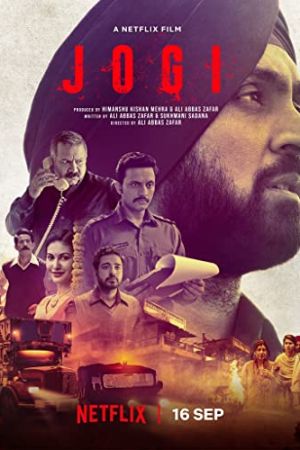 A NETFLIX FILM
JOGI
PRODUCED BY HIMANSHU KISHAN MEHRA & ALI ABBAS ZAFAR
WRITTEN BY ALI ABBAS ZAFAR & SUKHMANI SADANA
DIRECTED BY ALI ABBAS ZAFAR
NETFLIX | 16 SEP